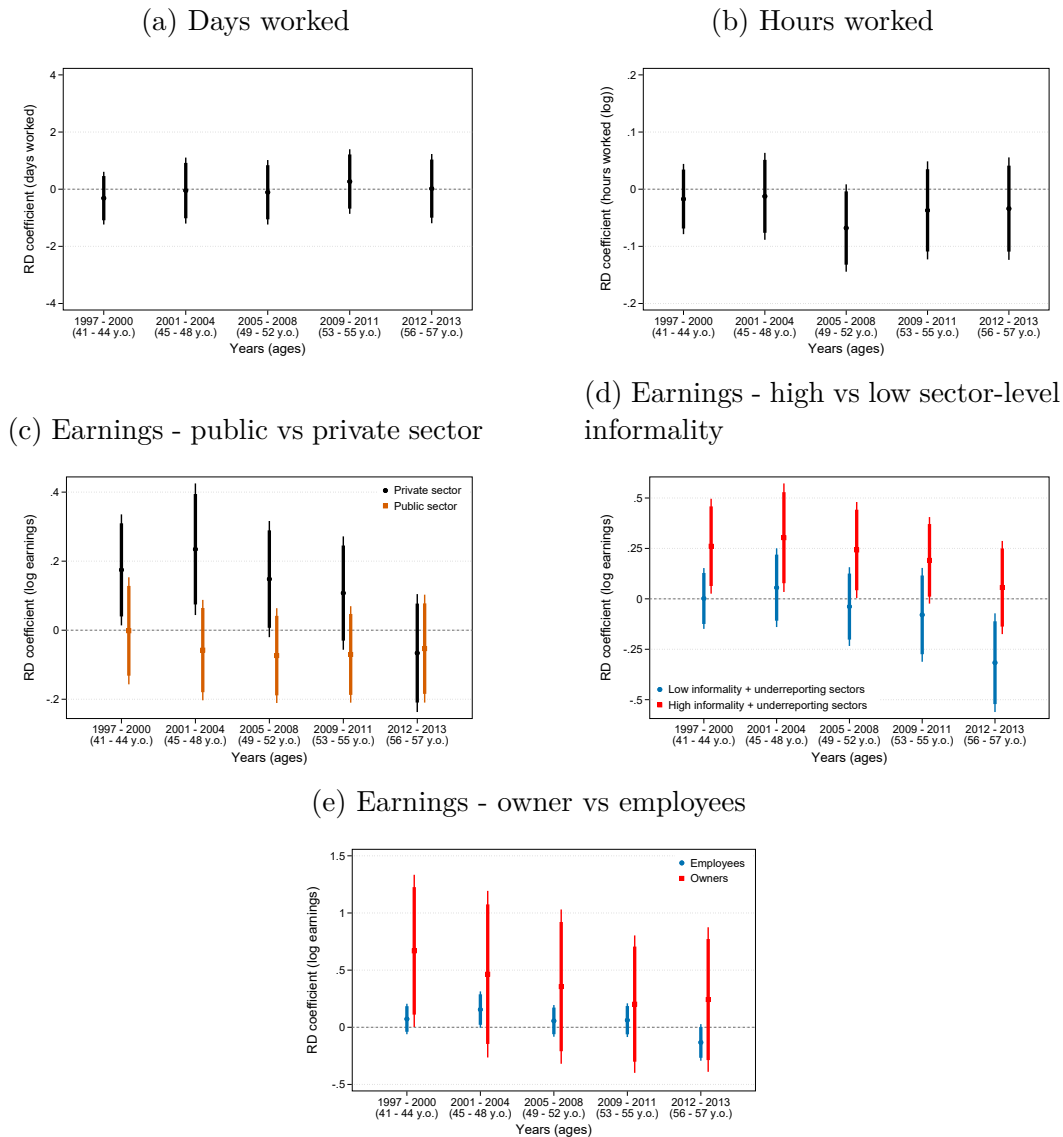 (a) Days worked
RD coefficient (days worked)
4
2
0
-2
-4
1997 - 2000 2001 - 2004 2005 - 2008 2009 - 2011 2012 - 2013
(41 - 44 y.o.) (45 - 48 y.o.) (49 - 52 y.o.) (53 - 55 y.o.) (56 - 57 y.o.)
Years (ages)
(b) Hours worked
RD coefficient (hours worked (log))
.2
.1
0
-.1
-.2
1997 - 2000 2001 - 2004 2005 - 2008 2009 - 2011 2012 - 2013
(41 - 44 y.o.) (45 - 48 y.o.) (49 - 52 y.o.) (53 - 55 y.o.) (56 - 57 y.o.)
Years (ages)
(c) Earnings - public vs private sector
RD coefficient (log earnings)
.4
.2
0
-.2
Private sector
Public sector
1997 - 2000 2001 - 2004 2005 - 2008 2009 - 2011 2012 - 2013
(41 - 44 y.o.) (45 - 48 y.o.) (49 - 52 y.o.) (53 - 55 y.o.) (56 - 57 y.o.)
Years (ages)
(d) Earnings - high vs low sector-level
informality
RD coefficient (log earnings)
.5
.25
0
-.25
-.5
Low informality + underreporting sectors
High informality + underreporting sectors
1997 - 2000 2001 - 2004 2005 - 2008 2009 - 2011 2012 - 2013
(41 - 44 y.o.) (45 - 48 y.o.) (49 - 52 y.o.) (53 - 55 y.o.) (56 - 57 y.o.)
Years (ages)
(e) Earnings - owner vs employees
RD coefficient (log earnings)
1.5
1
.5
0
-.5
Employees
Owners
1997 - 2000 2001 - 2004 2005 - 2008 2009 - 2011 2012 - 2013
(41 - 44 y.o.) (45 - 48 y.o.) (49 - 52 y.o.) (53 - 55 y.o.) (56 - 57 y.o.)
Years (ages)